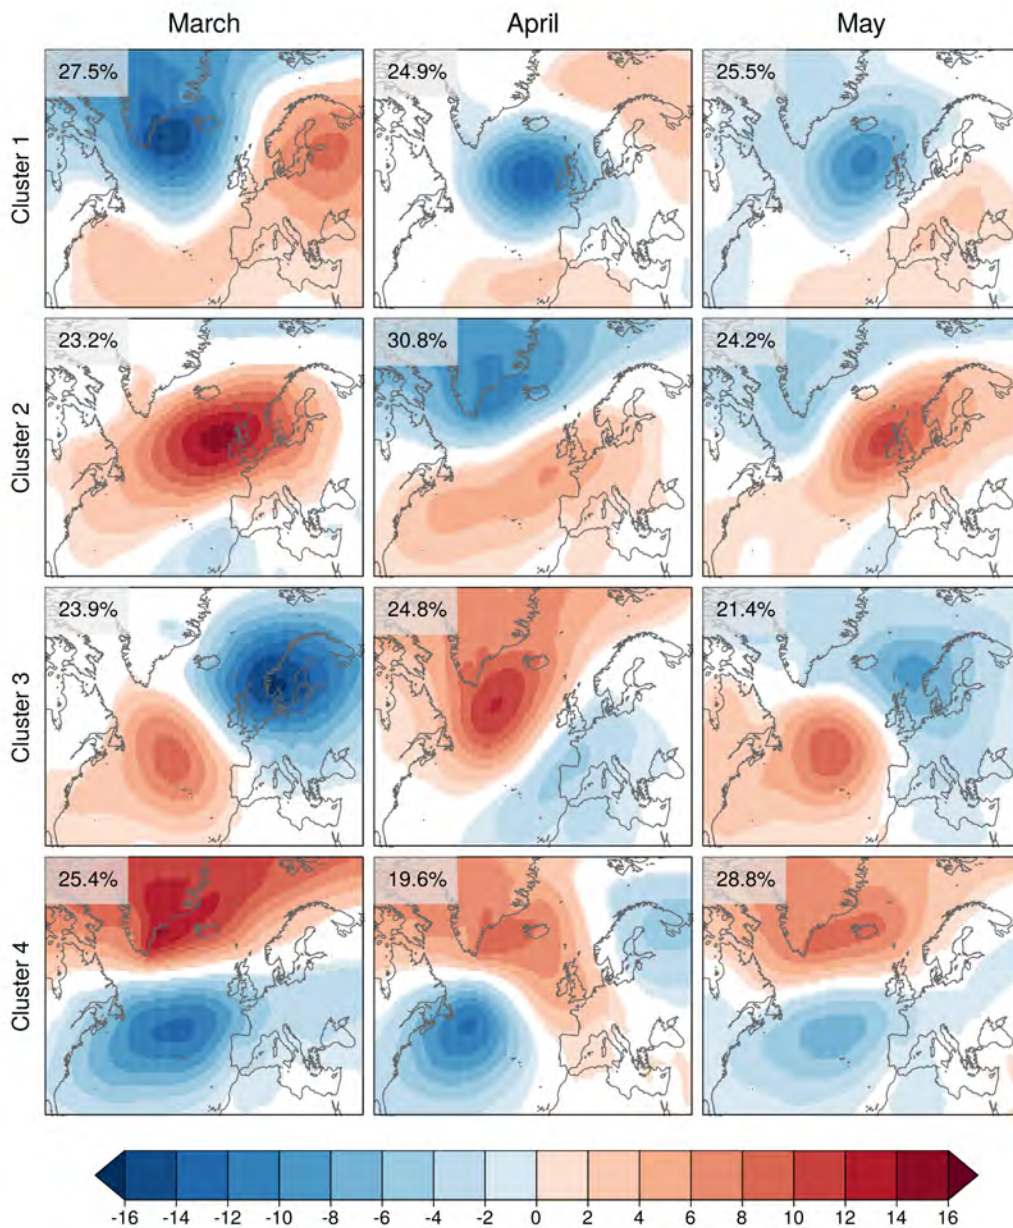 March April May
Cluster 1
27.5% 24.9% 25.5%
Cluster 2
23.2% 30.8% 24.2%
Cluster 3
23.9% 24.8% 21.4%
Cluster 4
25.4% 19.6% 28.8%
-16 -14 -12 -10 -8 -6 -4 -2 0 2 4 6 8 10 12 14 16